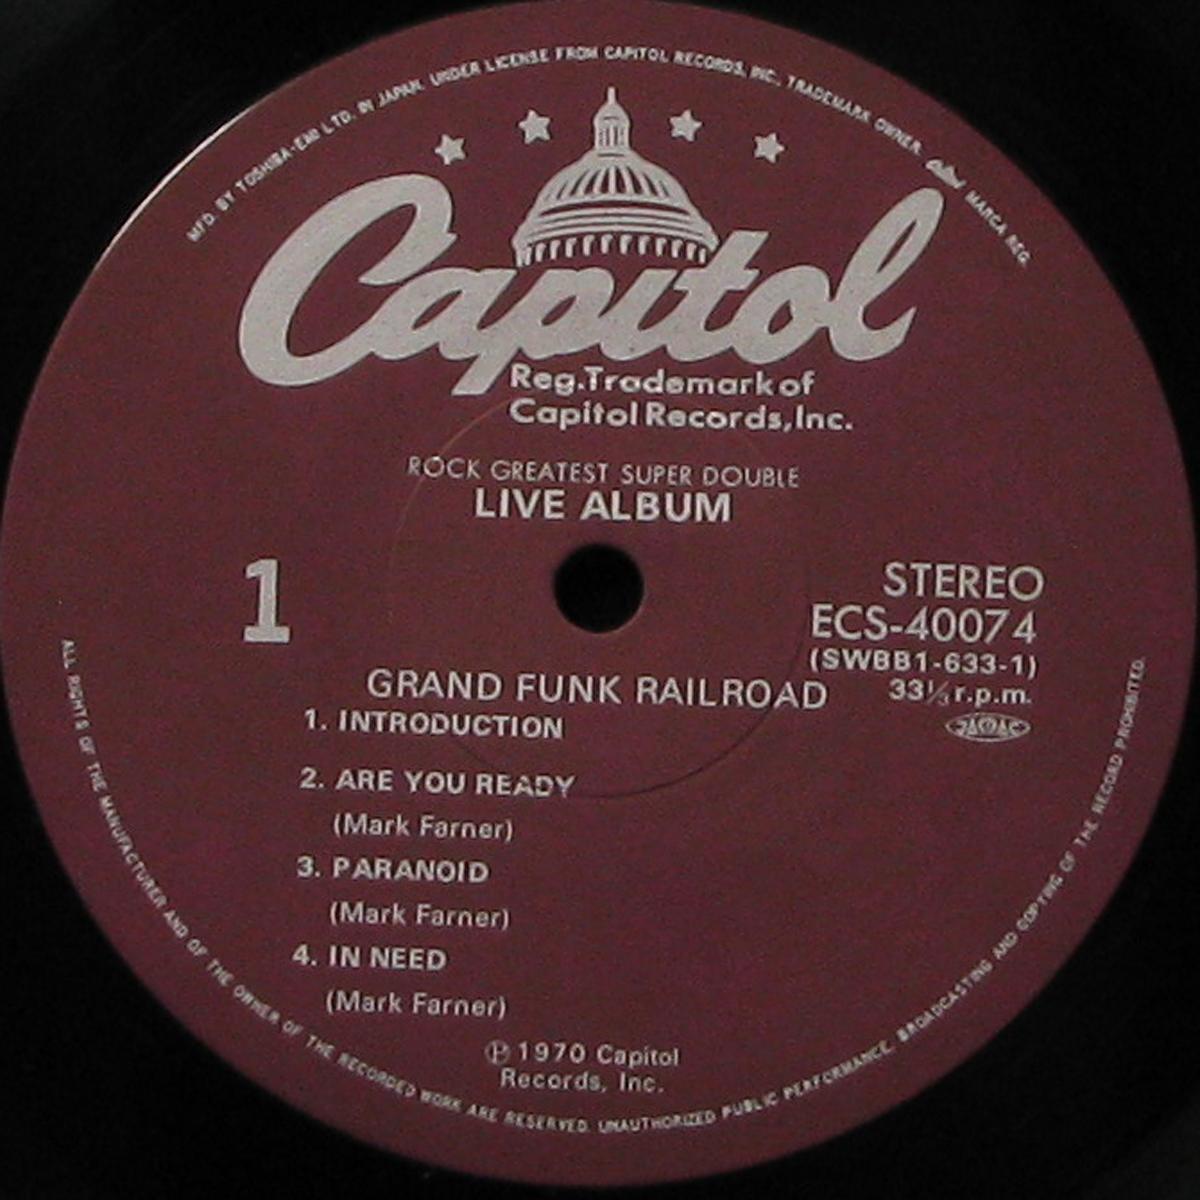 MFD. BY TOSHIBA-EMI LTD. IN JAPAN. UNDER LICENSE FROM CAPITOL RECORDS, INC., TRADEMARK OWNER. Capitol MARCA REG.
Capitol
Reg.Trademark of
Capitol Records,Inc.
ROCK GREATEST SUPER DOUBLE
LIVE ALBUM
1
STEREO
ECS-40074
(SWBB1-633-1)
33⅓ r.p.m.
JASRAC
GRAND FUNK RAILROAD
1. INTRODUCTION
2. ARE YOU READY
(Mark Farner)
3. PARANOID
(Mark Farner)
4. IN NEED
(Mark Farner)
℗ 1970 Capitol
Records, Inc.
ALL RIGHTS OF THE MANUFACTURER AND OF THE OWNER OF THE RECORDED WORK ARE RESERVED. UNAUTHORIZED PUBLIC PERFORMANCE, BROADCASTING AND COPYING OF THE RECORD PROHIBITED.